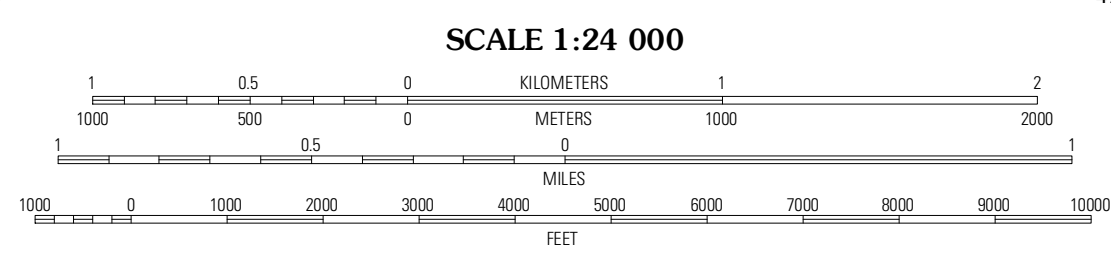 SCALE 1:24 000
1 0.5 0 KILOMETERS 1 2
1000 500 0 METERS 1000 2000
1 0.5 0 1
MILES
1000 0 1000 2000 3000 4000 5000 6000 7000 8000 9000 10000
FEET